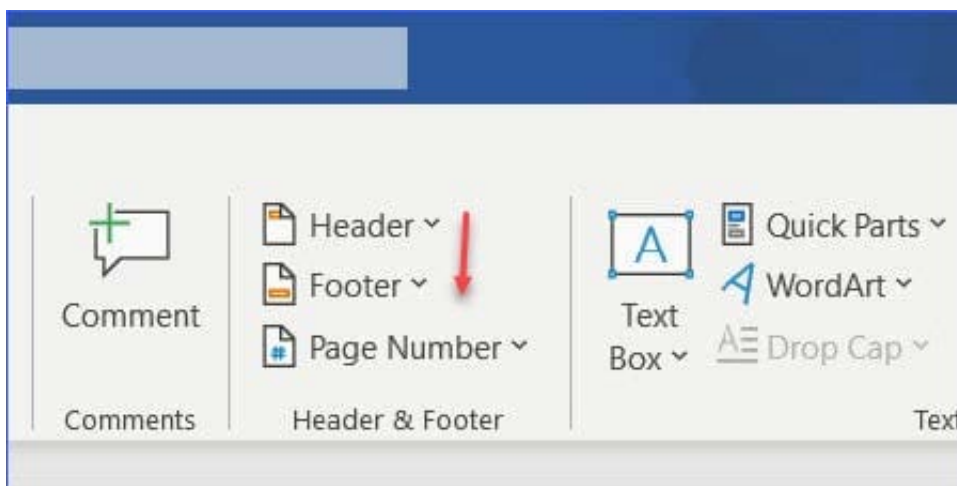 Comment
Comments
Header
Footer
Page Number
Header & Footer
A
Text
Box
Quick Parts
WordArt
Drop Cap
Text